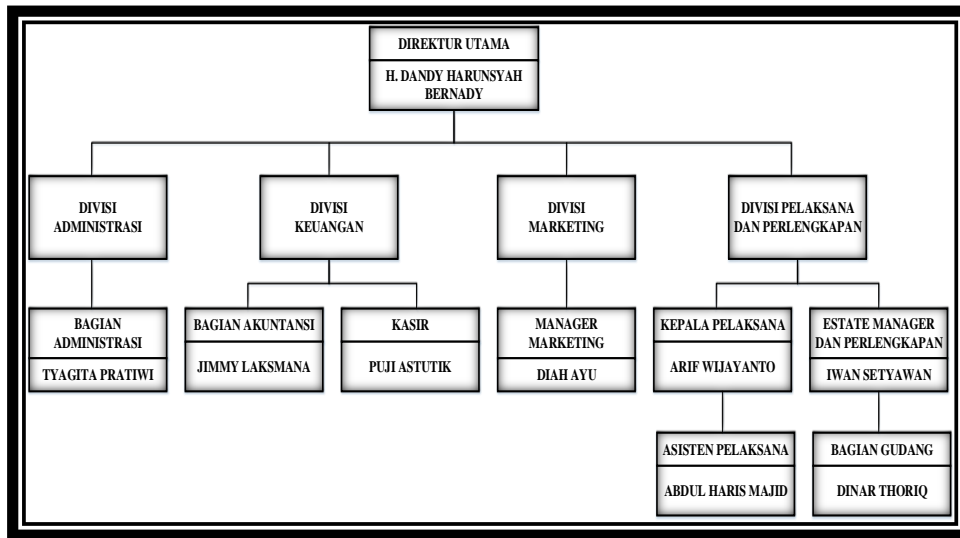 DIREKTUR UTAMA
H. DANDY HARUNSYAH
BERNADY
DIVISI
ADMINISTRASI
DIVISI
KEUANGAN
DIVISI
MARKETING
DIVISI PELAKSANA
DAN PERLENGKAPAN
BAGIAN
ADMINISTRASI
TYAGITA PRATIWI
BAGIAN AKUNTANSI
JIMMY LAKSMANA
KASIR
PUJI ASTUTIK
MANAGER
MARKETING
DIAH AYU
KEPALA PELAKSANA
ARIF WIJAYANTO
ESTATE MANAGER
DAN PERLENGKAPAN
IWAN SETYAWAN
ASISTEN PELAKSANA
ABDUL HARIS MAJID
BAGIAN GUDANG
DINAR THORIQ